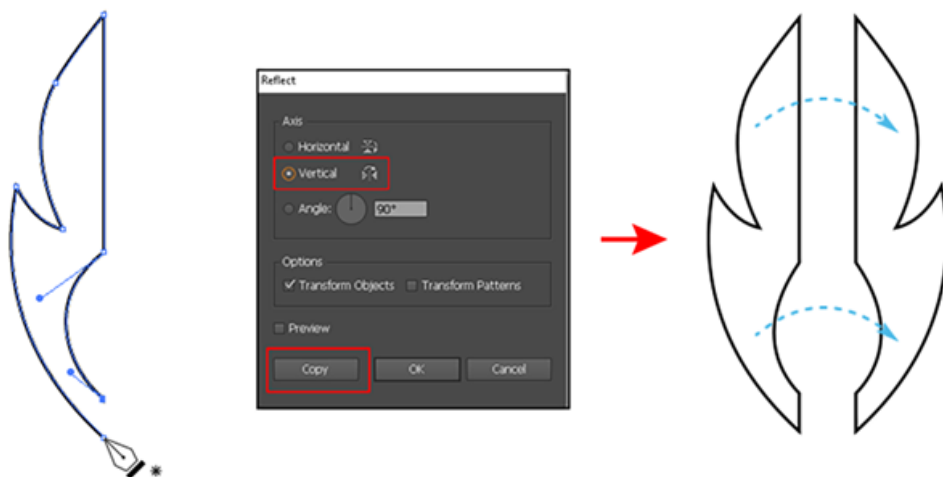 Reflect
Axis
Horizontal
Vertical
Angle: 90°
Options
Transform Objects Transform Patterns
Preview
Copy OK Cancel